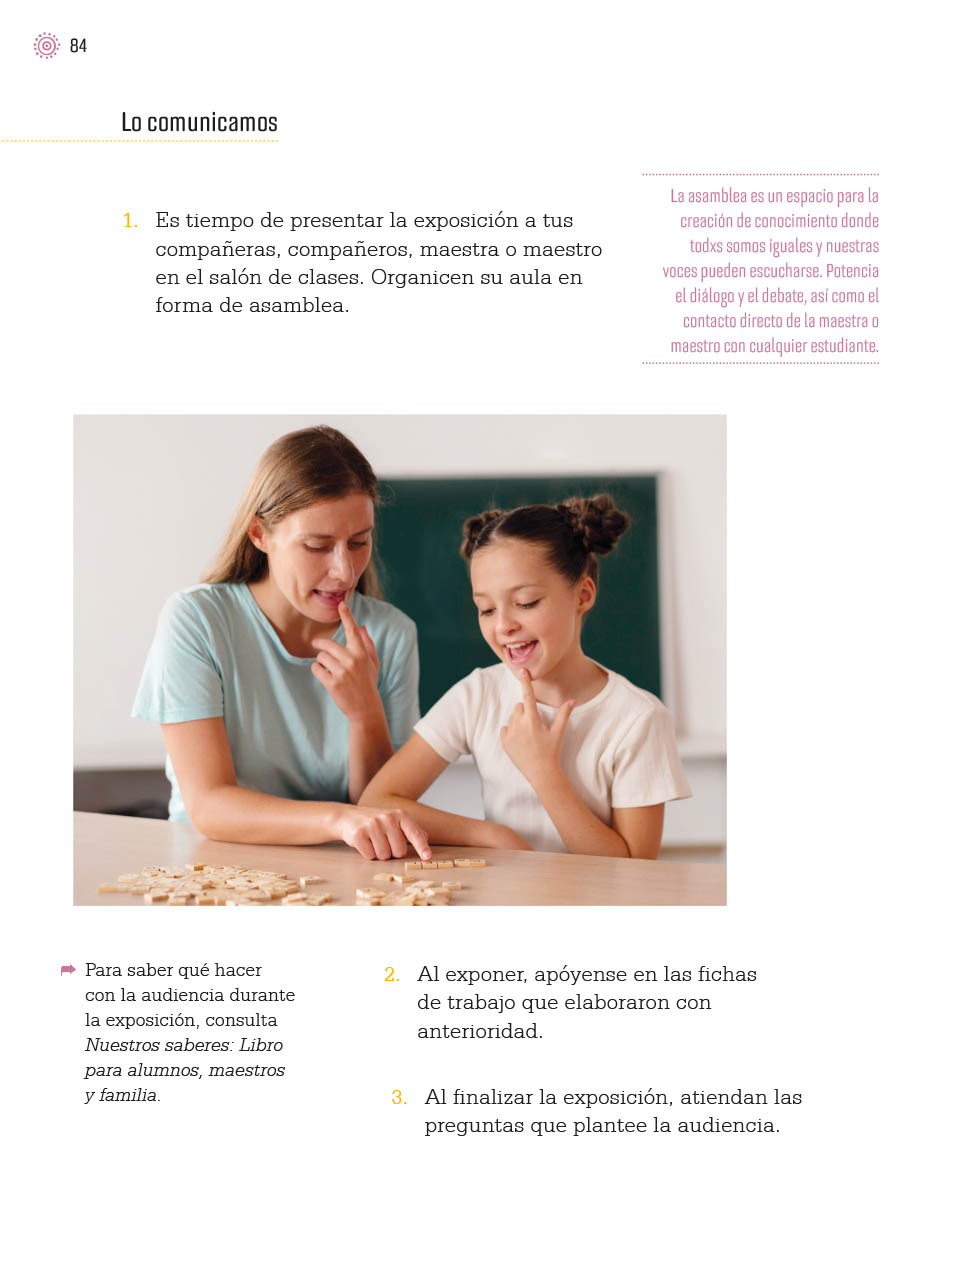 84
Lo comunicamos
1. Es tiempo de presentar la exposición a tus
compañeras, compañeros, maestra o maestro
en el salón de clases. Organicen su aula en
forma de asamblea.
La asamblea es un espacio para la
creación de conocimiento donde
todxs somos iguales y nuestras
voces pueden escucharse. Potencia
el diálogo y el debate, así como el
contacto directo de la maestra o
maestro con cualquier estudiante.
Para saber qué hacer
con la audiencia durante
la exposición, consulta
Nuestros saberes: Libro
para alumnos, maestros
y familia.
2. Al exponer, apóyense en las fichas
de trabajo que elaboraron con
anterioridad.
3. Al finalizar la exposición, atiendan las
preguntas que plantee la audiencia.